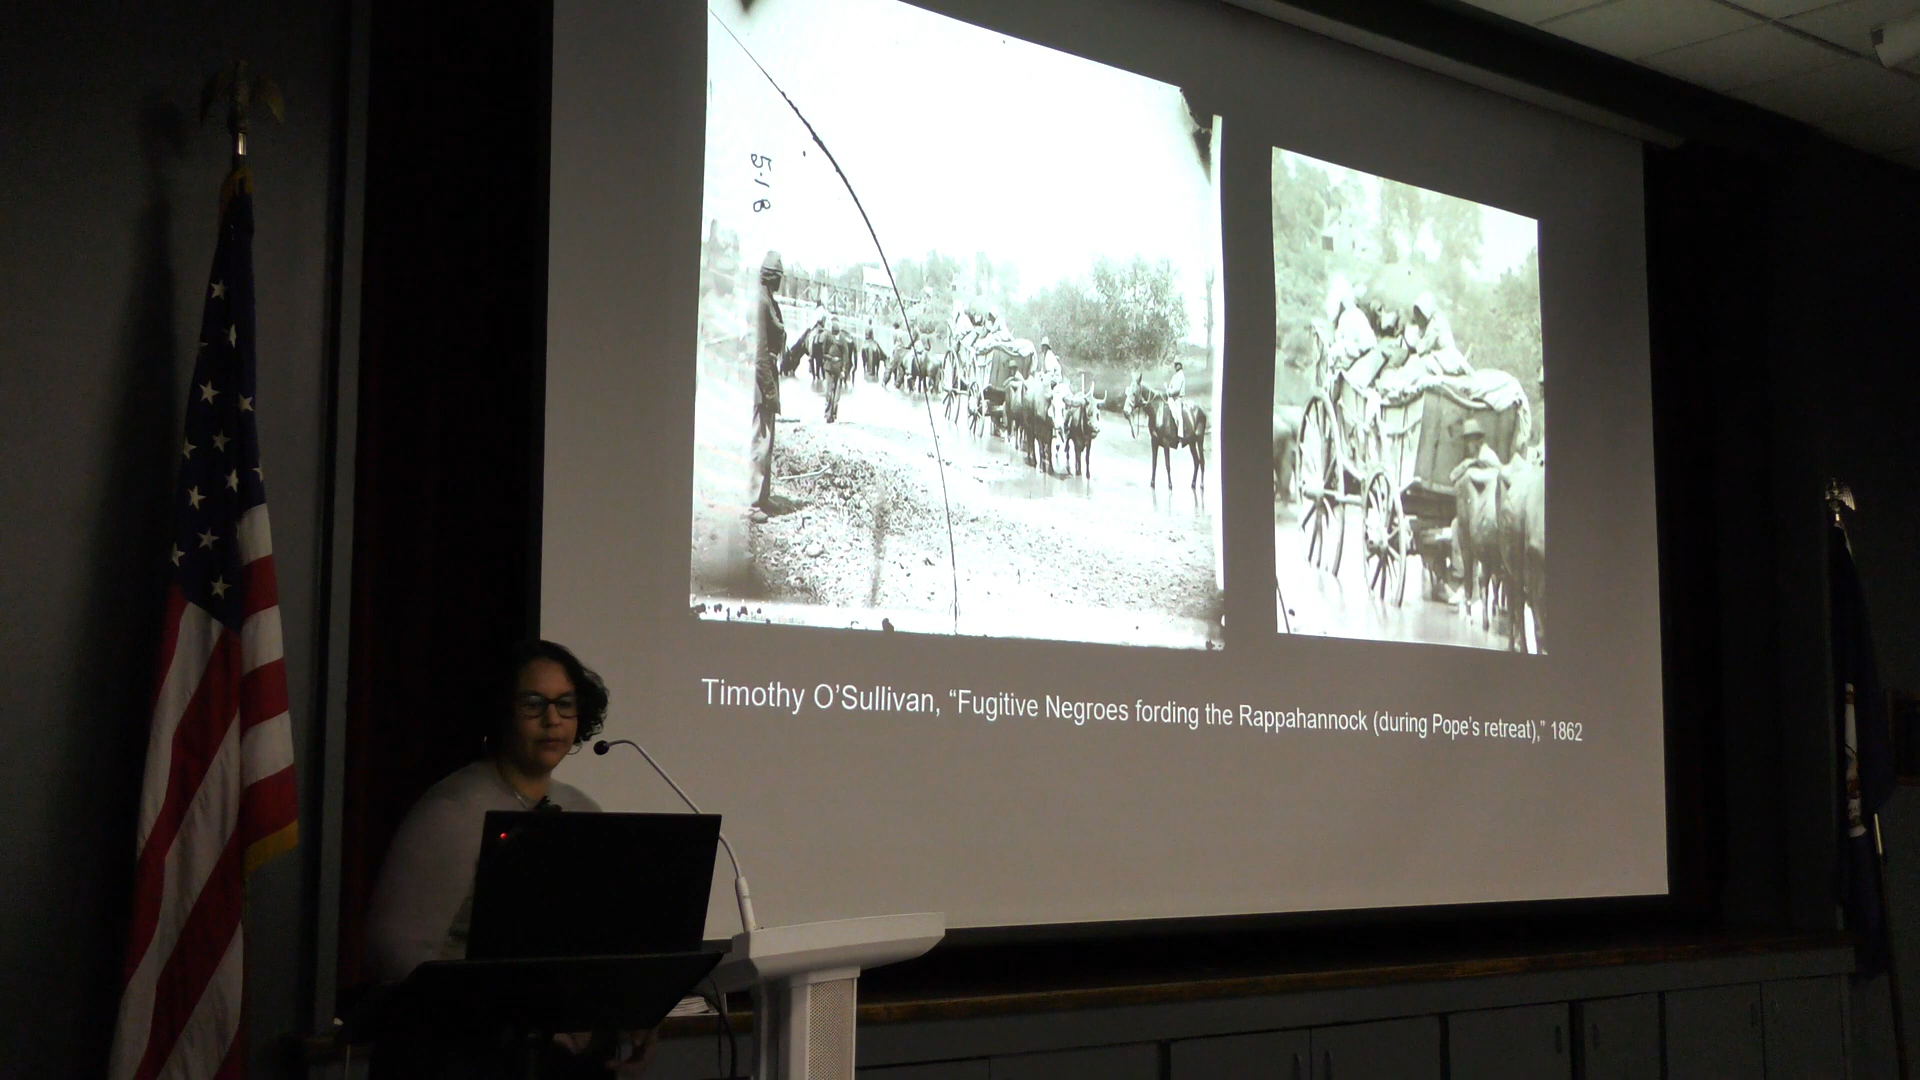 518
Timothy O’Sullivan, “Fugitive Negroes fording the Rappahannock (during Pope’s retreat),” 1862